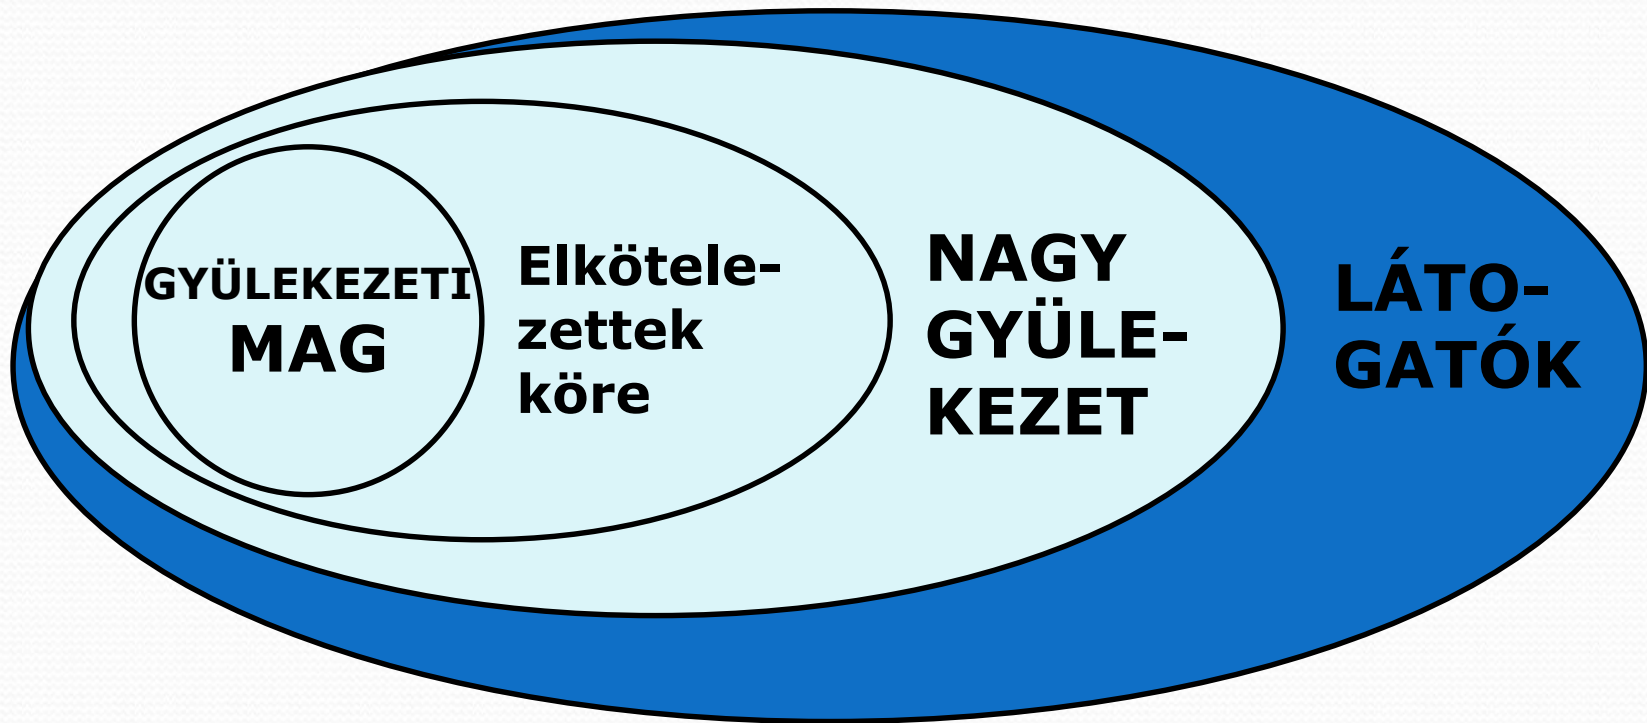 GYÜLEKEZETI
MAG
Elkötele-
zettek
köre
NAGY
GYÜLE-
KEZET
LÁTO-
GATÓK